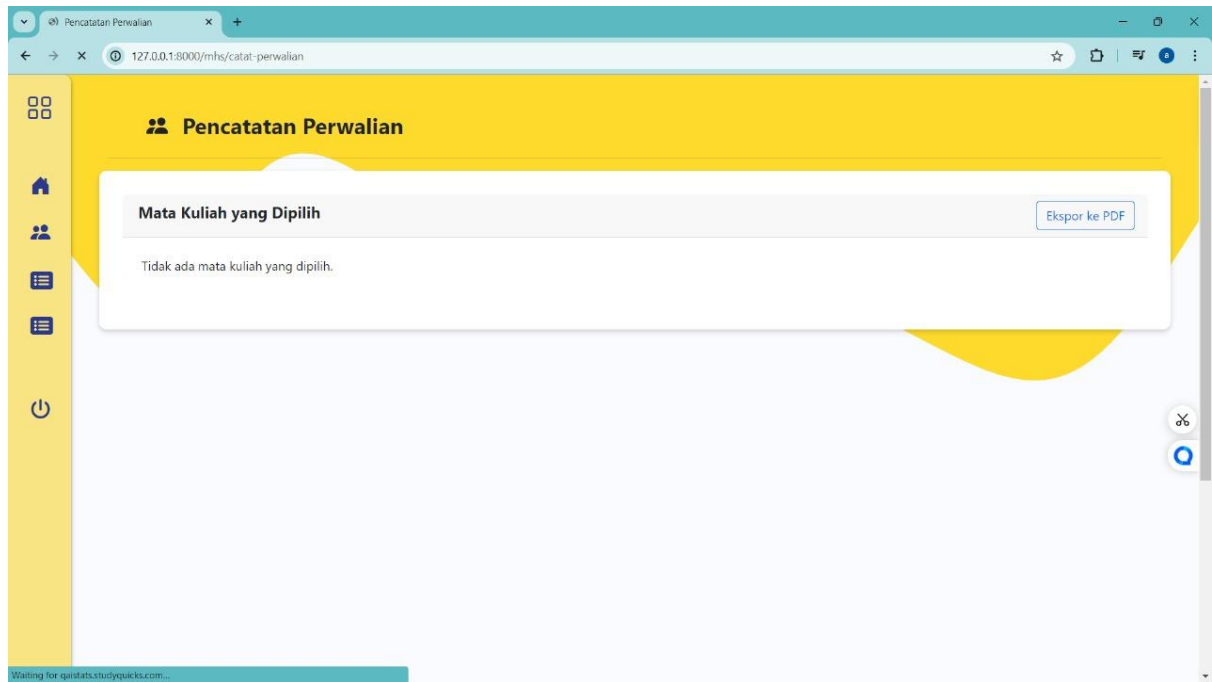 Pencatatan Perwalian
127.0.0.1:8000/mhs/catat-perwalian
a
Pencatatan Perwalian
Mata Kuliah yang Dipilih
Ekspor ke PDF
Tidak ada mata kuliah yang dipilih.
Waiting for qaistats.studyquicks.com...